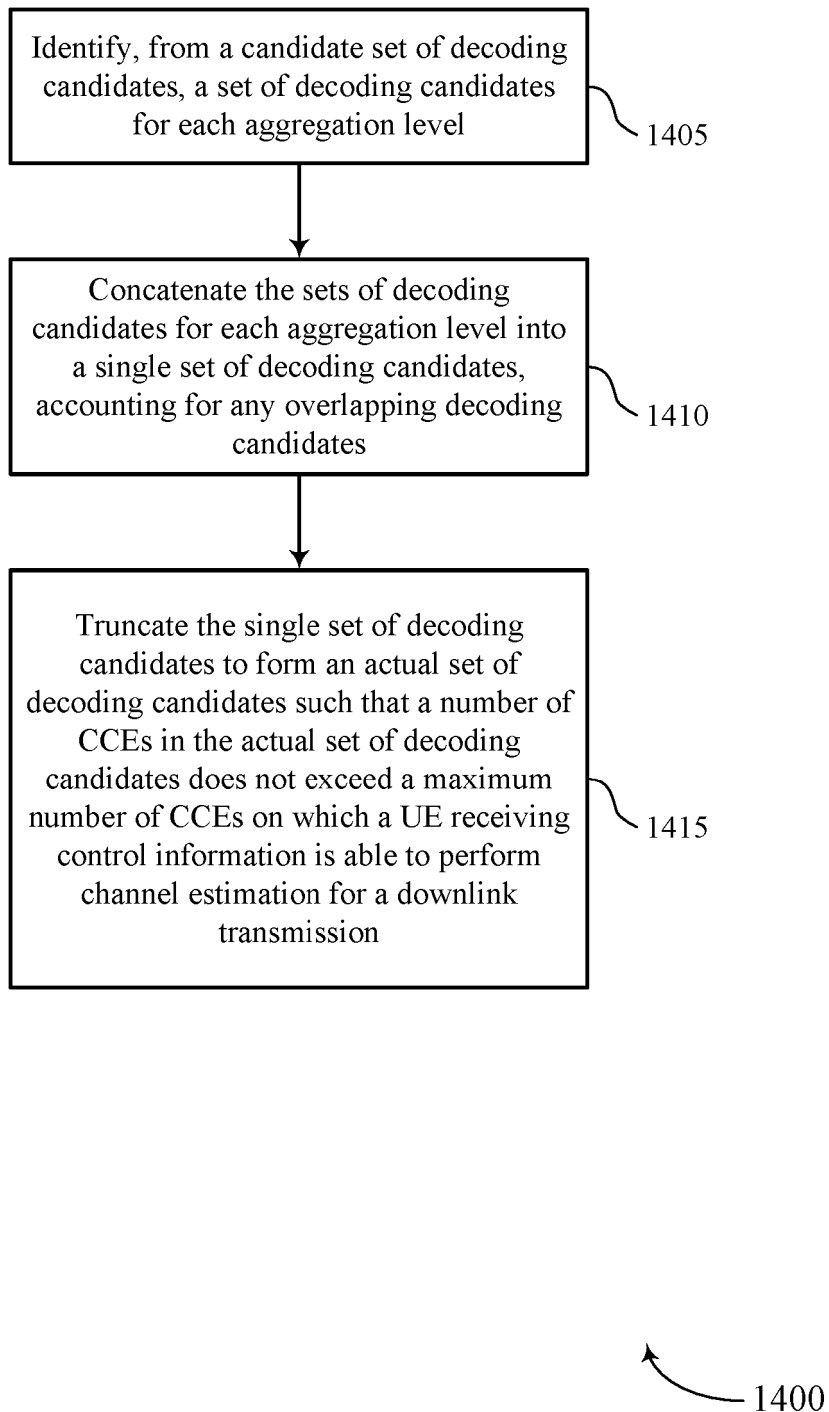 Identify, from a candidate set of decoding
candidates, a set of decoding candidates
for each aggregation level
1405
Concatenate the sets of decoding
candidates for each aggregation level into
a single set of decoding candidates,
accounting for any overlapping decoding
candidates
1410
Truncate the single set of decoding
candidates to form an actual set of
decoding candidates such that a number of
CCEs in the actual set of decoding
candidates does not exceed a maximum
number of CCEs on which a UE receiving
control information is able to perform
channel estimation for a downlink
transmission
1415
1400